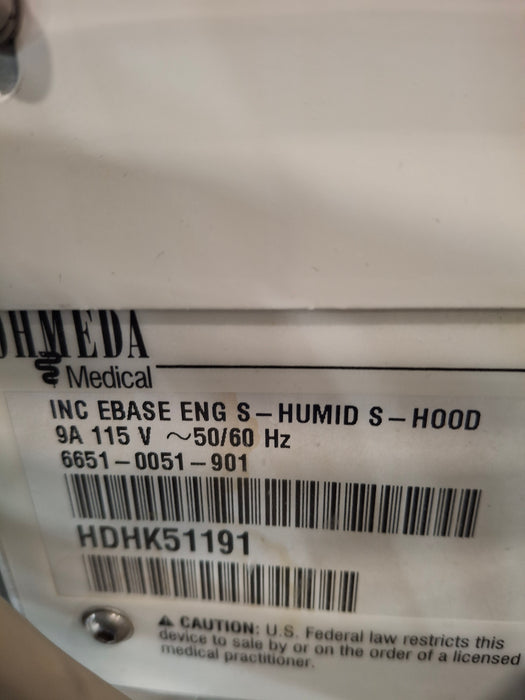 OHMEDA
Medical
INC EBASE ENG S-HUMID S-HOOD
9A 115 V ~50/60 Hz
6651-0051-901
HDHK51191
⚠ CAUTION: U.S. Federal law restricts this
device to sale by or on the order of a licensed
medical practitioner.